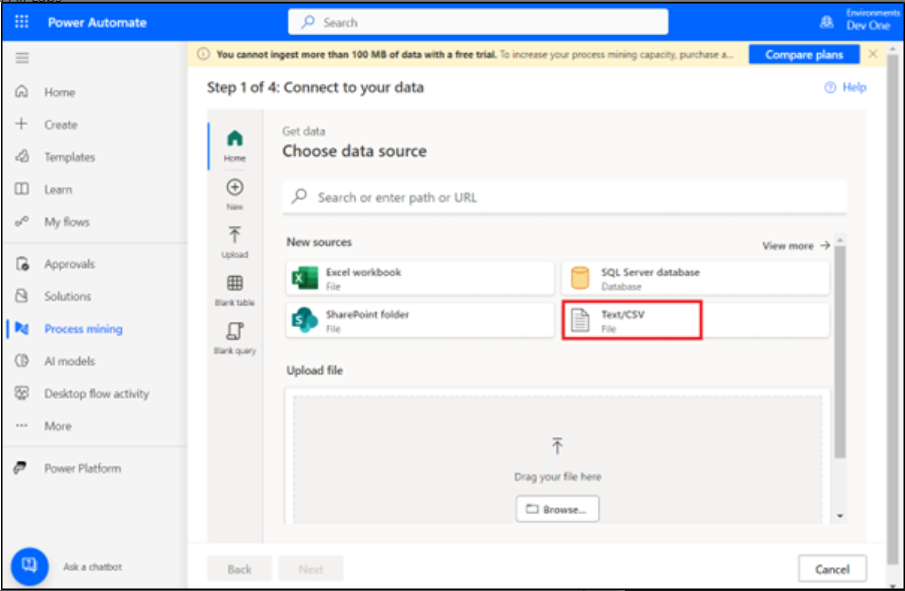 Power Automate
Search
Environments
Dev One
You cannot ingest more than 100 MB of data with a free trial. To increase your process mining capacity, purchase a...
Compare plans
Home
Create
Templates
Learn
My flows
Approvals
Solutions
Process mining
AI models
Desktop flow activity
More
Power Platform
Ask a chatbot
Step 1 of 4: Connect to your data
Help
Home
New
Upload
Blank table
Blank query
Get data
Choose data source
Search or enter path or URL
New sources
View more
Excel workbook
File
SQL Server database
Database
SharePoint folder
File
Text/CSV
File
Upload file
Drag your file here
Browse...
Back
Next
Cancel